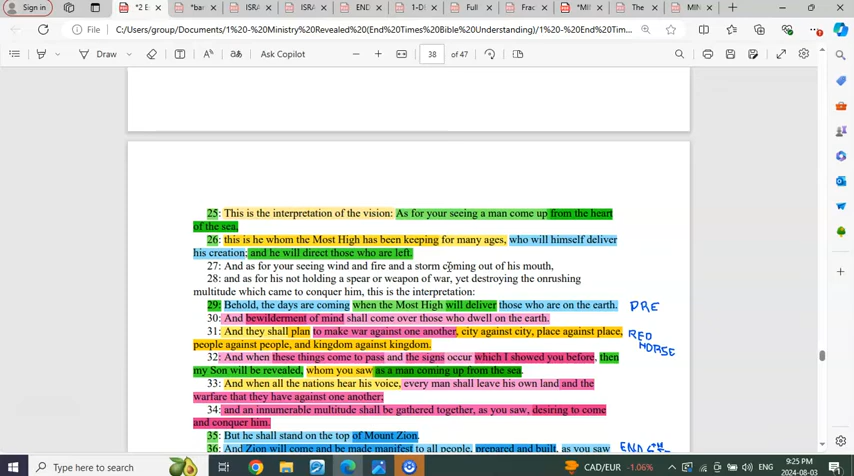 Sign in
*2 E
*bar
ISRA
ISRA
END
1-DI
Full
Frac
*MII
The
MIN
File
C:/Users/group/Documents/1%20-%20Ministry%20Revealed%20(End%20Times%20Bible%20Understanding)/1%20-%20End%20Tim...
Draw
Ask Copilot
38
of 47
25: This is the interpretation of the vision: As for your seeing a man come up from the heart
of the sea,
26: this is he whom the Most High has been keeping for many ages, who will himself deliver
his creation; and he will direct those who are left.
27: And as for your seeing wind and fire and a storm coming out of his mouth,
28: and as for his not holding a spear or weapon of war, yet destroying the onrushing
multitude which came to conquer him, this is the interpretation:
29: Behold, the days are coming when the Most High will deliver those who are on the earth.
PRE
30: And bewilderment of mind shall come over those who dwell on the earth.
31: And they shall plan to make war against one another, city against city, place against place,
people against people, and kingdom against kingdom.
RED
HORSE
32: And when these things come to pass and the signs occur which I showed you before, then
my Son will be revealed, whom you saw as a man coming up from the sea.
33: And when all the nations hear his voice, every man shall leave his own land and the
warfare that they have against one another;
34: and an innumerable multitude shall be gathered together, as you saw, desiring to come
and conquer him.
35: But he shall stand on the top of Mount Zion.
36: And Zion will come and be made manifest to all people, prepared and built, as you saw
END
Type here to search
CAD/EUR
-1.06%
9:25 PM
2024-08-03